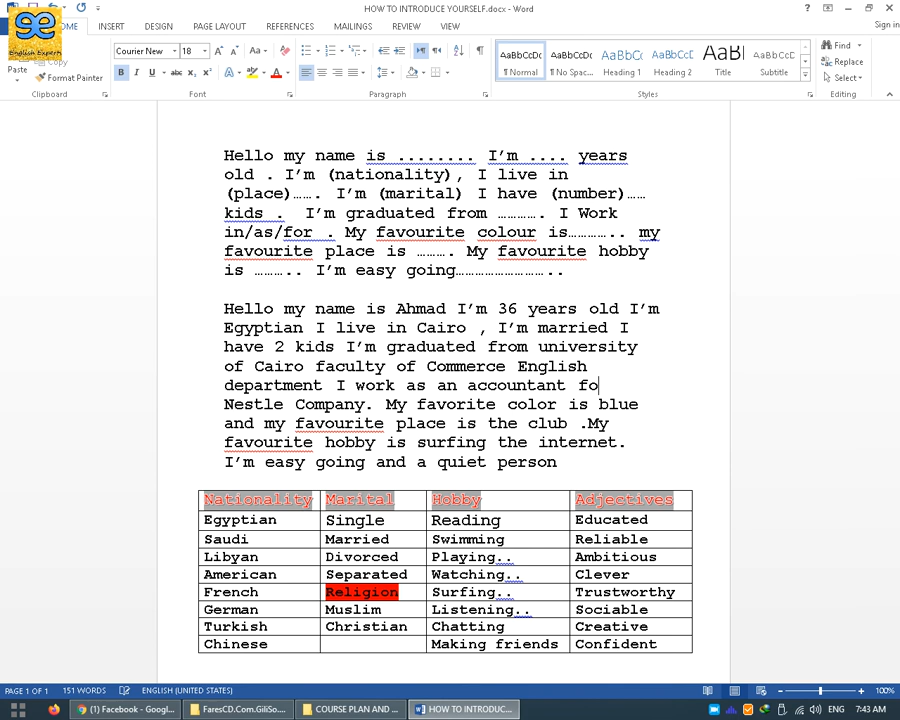 HOW TO INTRODUCE YOURSELF.docx - Word
HOME INSERT DESIGN PAGE LAYOUT REFERENCES MAILINGS REVIEW VIEW Sign in
English Experts
Paste
Copy
Format Painter
Courier New 18
Clipboard Font Paragraph Styles Editing
AaBbCcDc AaBbCcDc AaBbCc AaBbCcD AaBl AaBbCcD
¶ Normal ¶ No Spac... Heading 1 Heading 2 Title Subtitle
Find
Replace
Select
Hello my name is ........ I’m .... years
old . I’m (nationality), I live in
(place)……. I’m (marital) I have (number)……
kids .  I’m graduated from …………. I Work
in/as/for . My favourite colour is………….. my
favourite place is ………. My favourite hobby
is ……….. I’m easy going……………………..
Hello my name is Ahmad I’m 36 years old I’m
Egyptian I live in Cairo , I’m married I
have 2 kids I’m graduated from university
of Cairo faculty of Commerce English
department I work as an accountant fo
Nestle Company. My favorite color is blue
and my favourite place is the club .My
favourite hobby is surfing the internet.
I’m easy going and a quiet person
Nationality Marital Hobby Adjectives
Egyptian Single Reading Educated
Saudi Married Swimming Reliable
Libyan Divorced Playing.. Ambitious
American Separated Watching.. Clever
French Religion Surfing.. Trustworthy
German Muslim Listening.. Sociable
Turkish Christian Chatting Creative
Chinese Making friends Confident
PAGE 1 OF 1 151 WORDS ENGLISH (UNITED STATES) 100%
(1) Facebook - Googl... FaresCD.Com.GiliSo... COURSE PLAN AND ... HOW TO INTRODUC... ENG 7:43 AM